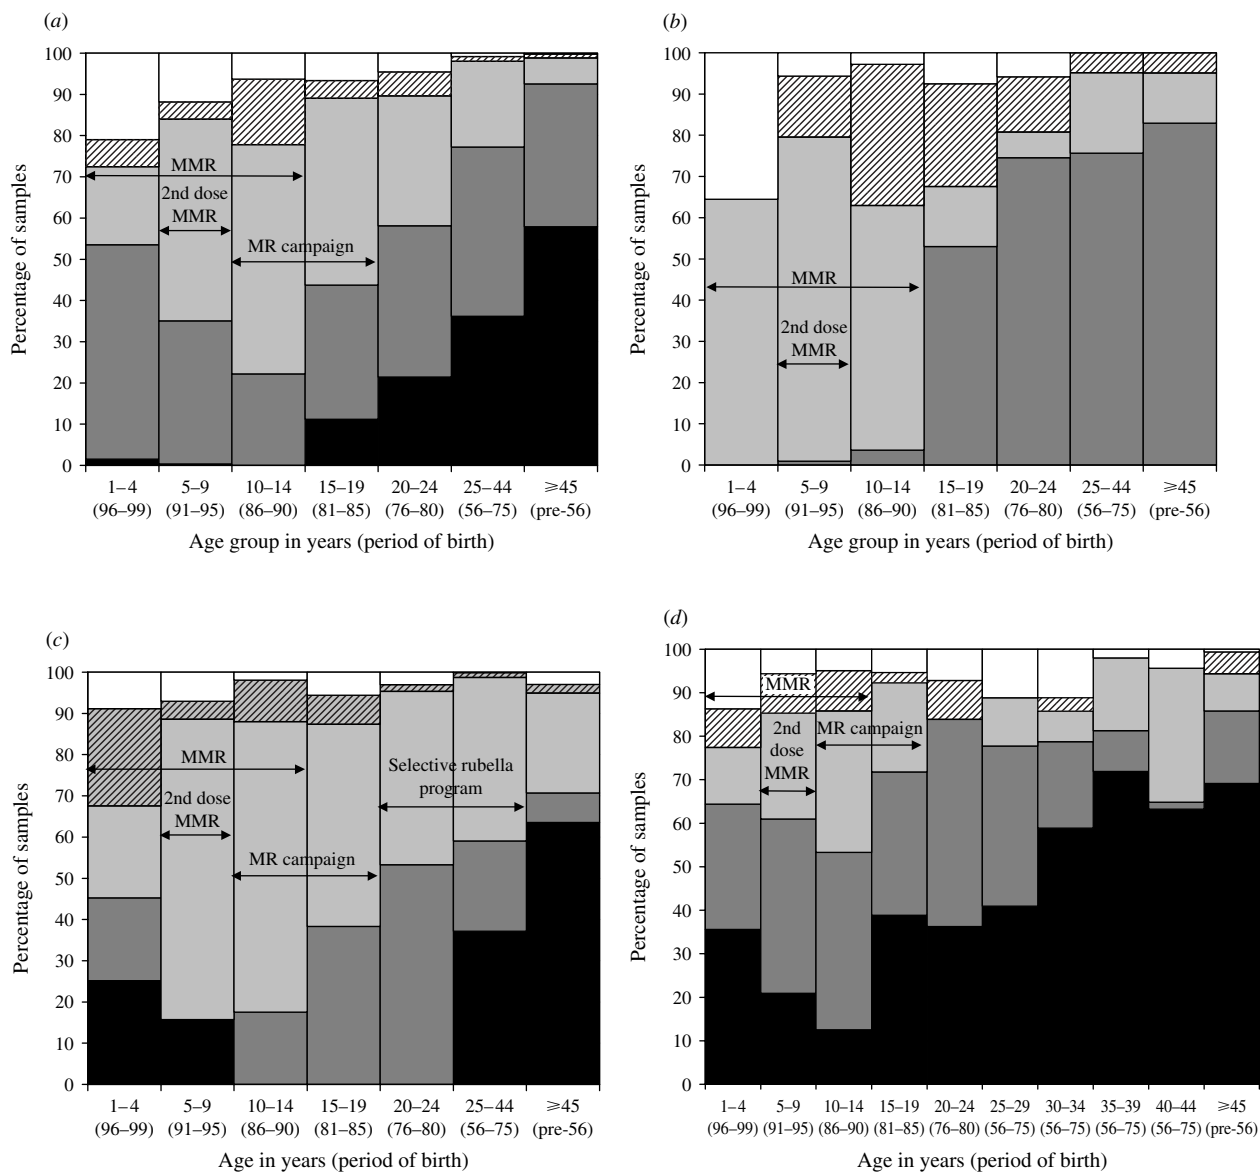 (a)
100
90
80
70
60
50
40
30
20
10
0
Percentage of samples
MMR
2nd dose
MMR
MR campaign
1–4 5–9 10–14 15–19 20–24 25–44 ⩾45
(96–99) (91–95) (86–90) (81–85) (76–80) (56–75) (pre-56)
Age group in years (period of birth)
(b)
100
90
80
70
60
50
40
30
20
10
0
Percentage of samples
MMR
2nd dose
MMR
1–4 5–9 10–14 15–19 20–24 25–44 ⩾45
(96–99) (91–95) (86–90) (81–85) (76–80) (56–75) (pre-56)
Age group in years (period of birth)
(c)
100
90
80
70
60
50
40
30
20
10
0
Percentage of samples
MMR
2nd dose
MMR
MR campaign
Selective rubella
program
1–4 5–9 10–14 15–19 20–24 25–44 ⩾45
(96–99) (91–95) (86–90) (81–85) (76–80) (56–75) (pre-56)
Age in years (period of birth)
(d)
100
90
80
70
60
50
40
30
20
10
0
Percentage of samples
MMR
2nd
dose
MMR
MR campaign
1–4 5–9 10–14 15–19 20–24 25–29 30–34 35–39 40–44 ⩾45
(96–99) (91–95) (86–90) (81–85) (76–80) (56–75) (56–75) (56–75) (56–75) (pre-56)
Age in years (period of birth)